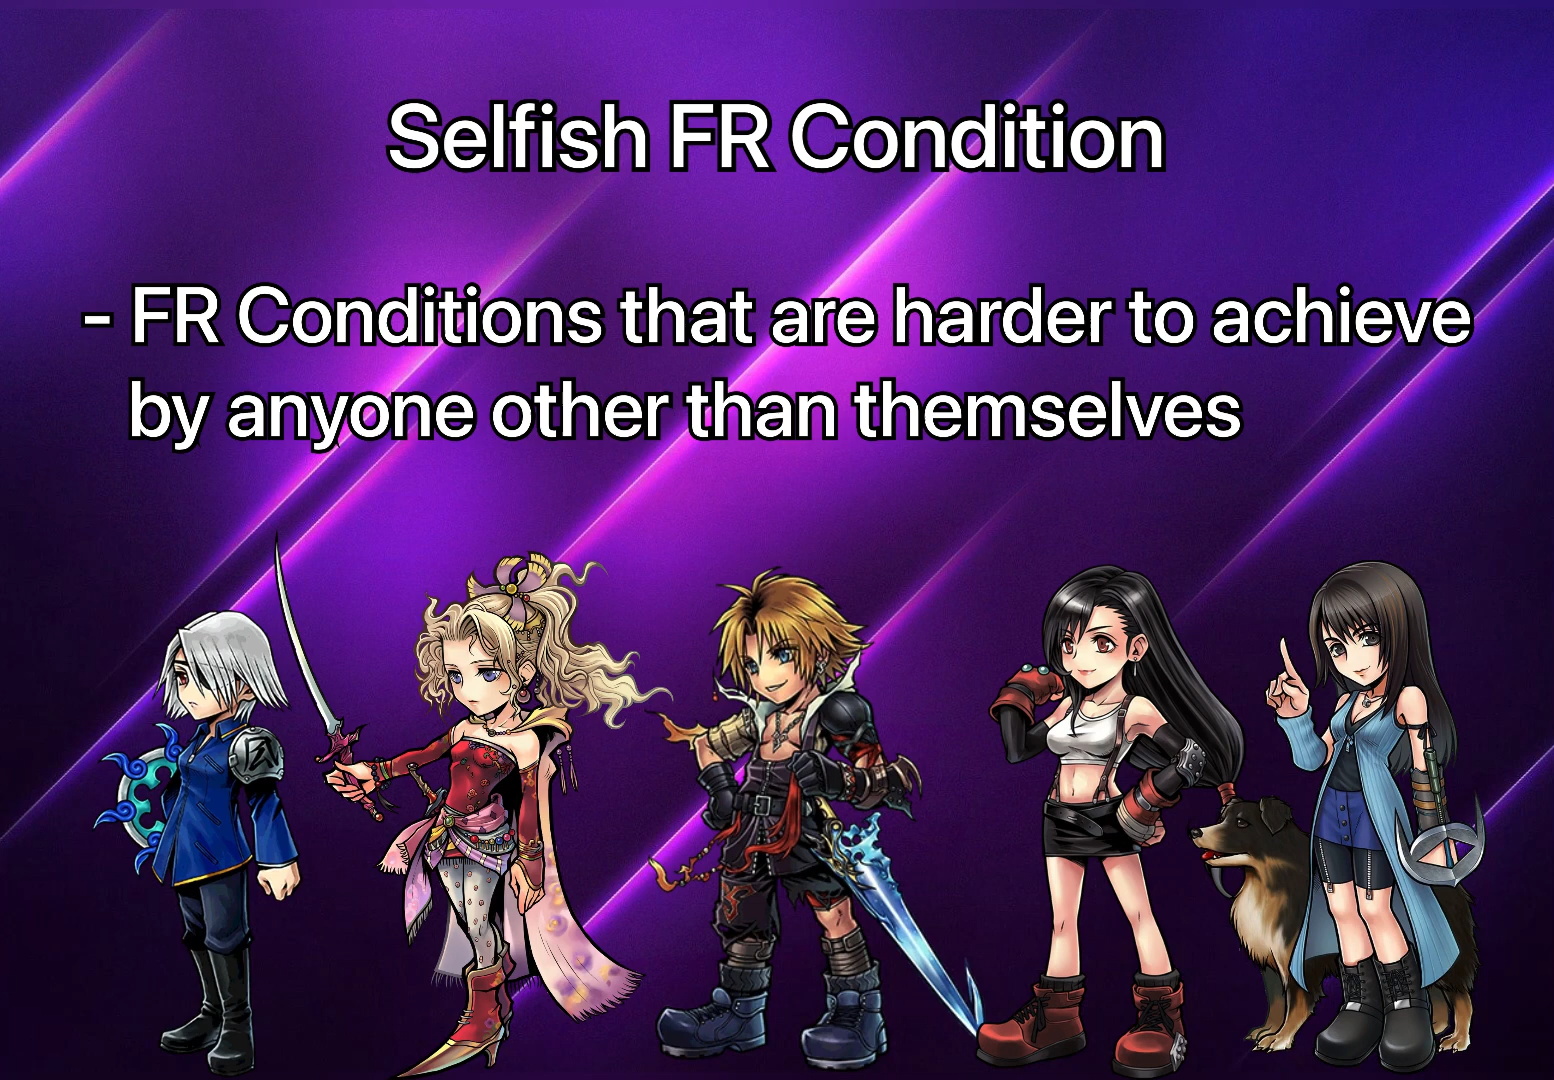 Selfish FR Condition
- FR Conditions that are harder to achieve
by anyone other than themselves